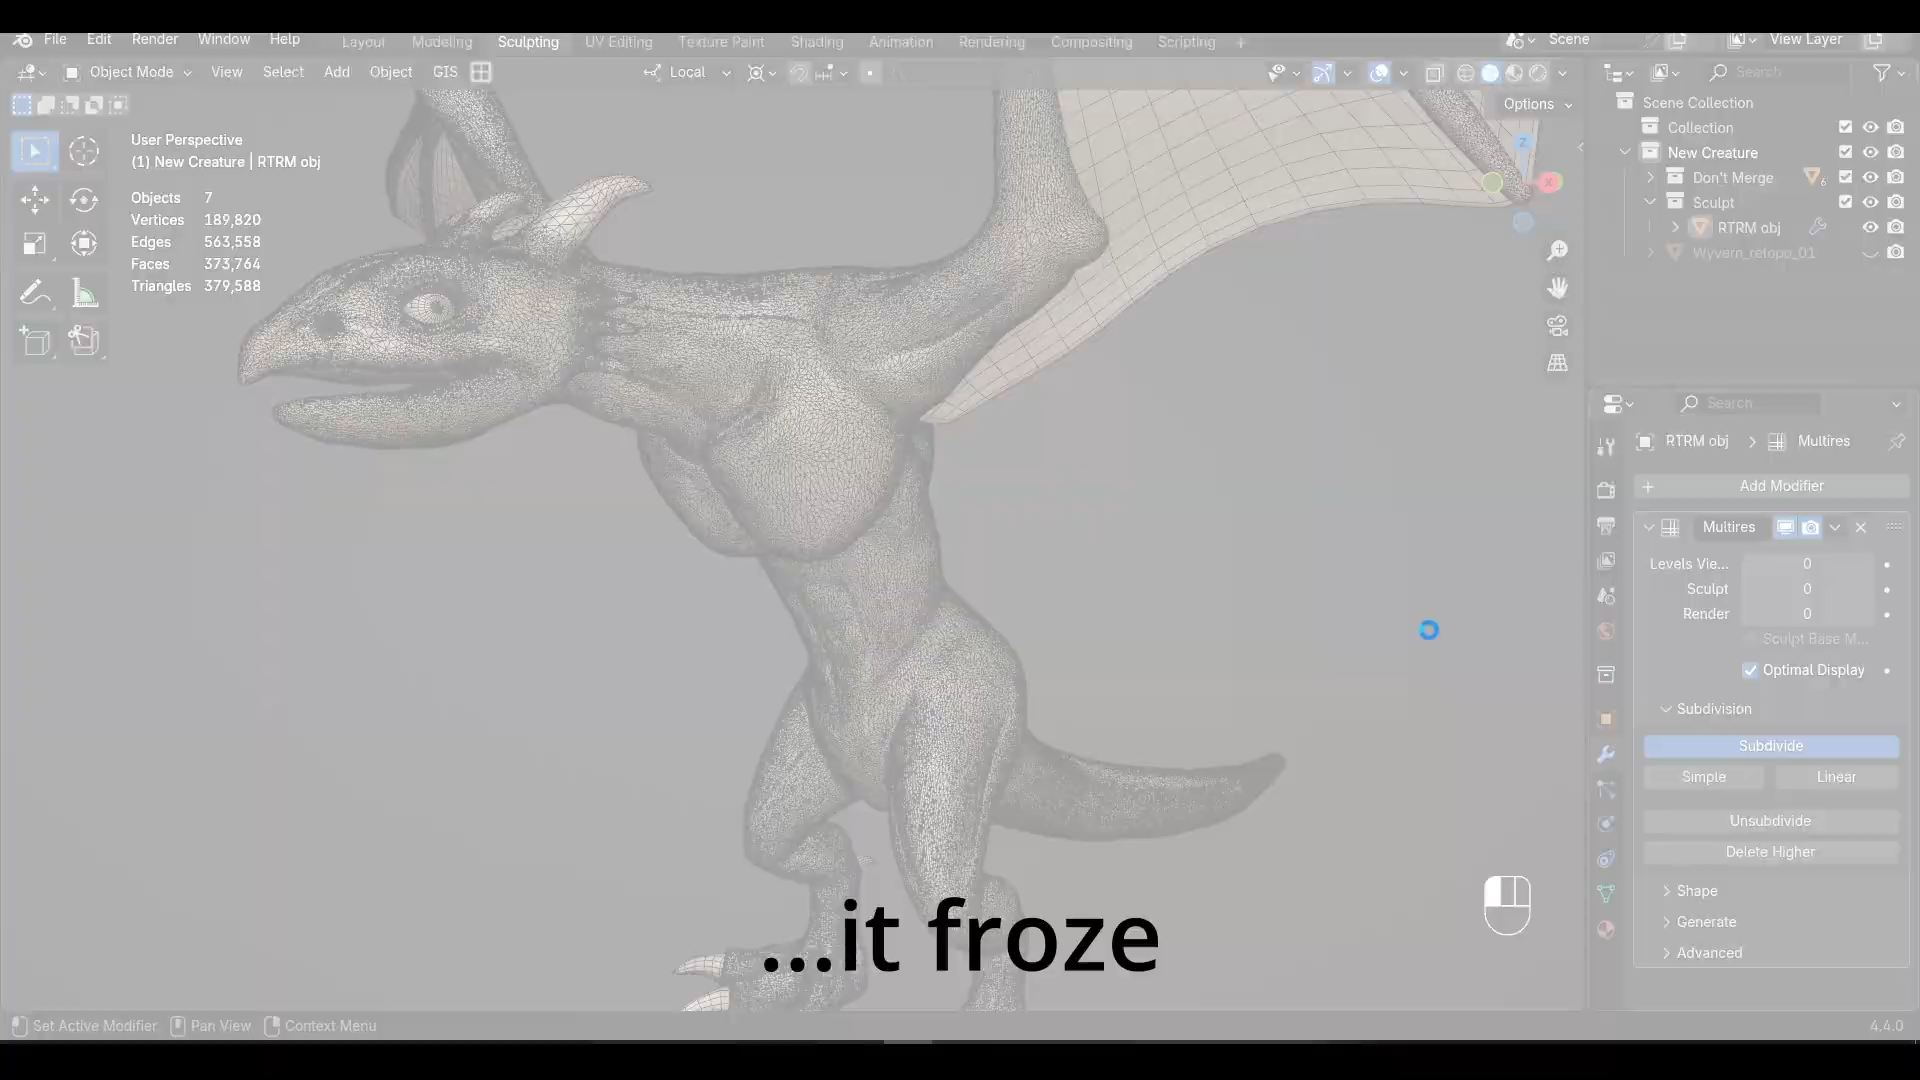 File Edit Render Window Help
Layout Modeling Sculpting UV Editing Texture Paint Shading Animation Rendering Compositing Scripting +
Scene View Layer
Object Mode View Select Add Object GIS Local
Search
Options
Scene Collection
Collection
New Creature
Don't Merge 6
Sculpt
RTRM obj
Wyvern_retopo_01
User Perspective
(1) New Creature | RTRM obj
Objects 7
Vertices 189,820
Edges 563,558
Faces 373,764
Triangles 379,588
Z
X
Search
RTRM obj > Multires
+ Add Modifier
Multires
Levels Vie... 0
Sculpt 0
Render 0
Sculpt Base M...
Optimal Display
Subdivision
Subdivide
Simple Linear
Unsubdivide
Delete Higher
Shape
Generate
Advanced
...it froze
Set Active Modifier Pan View Context Menu
4.4.0